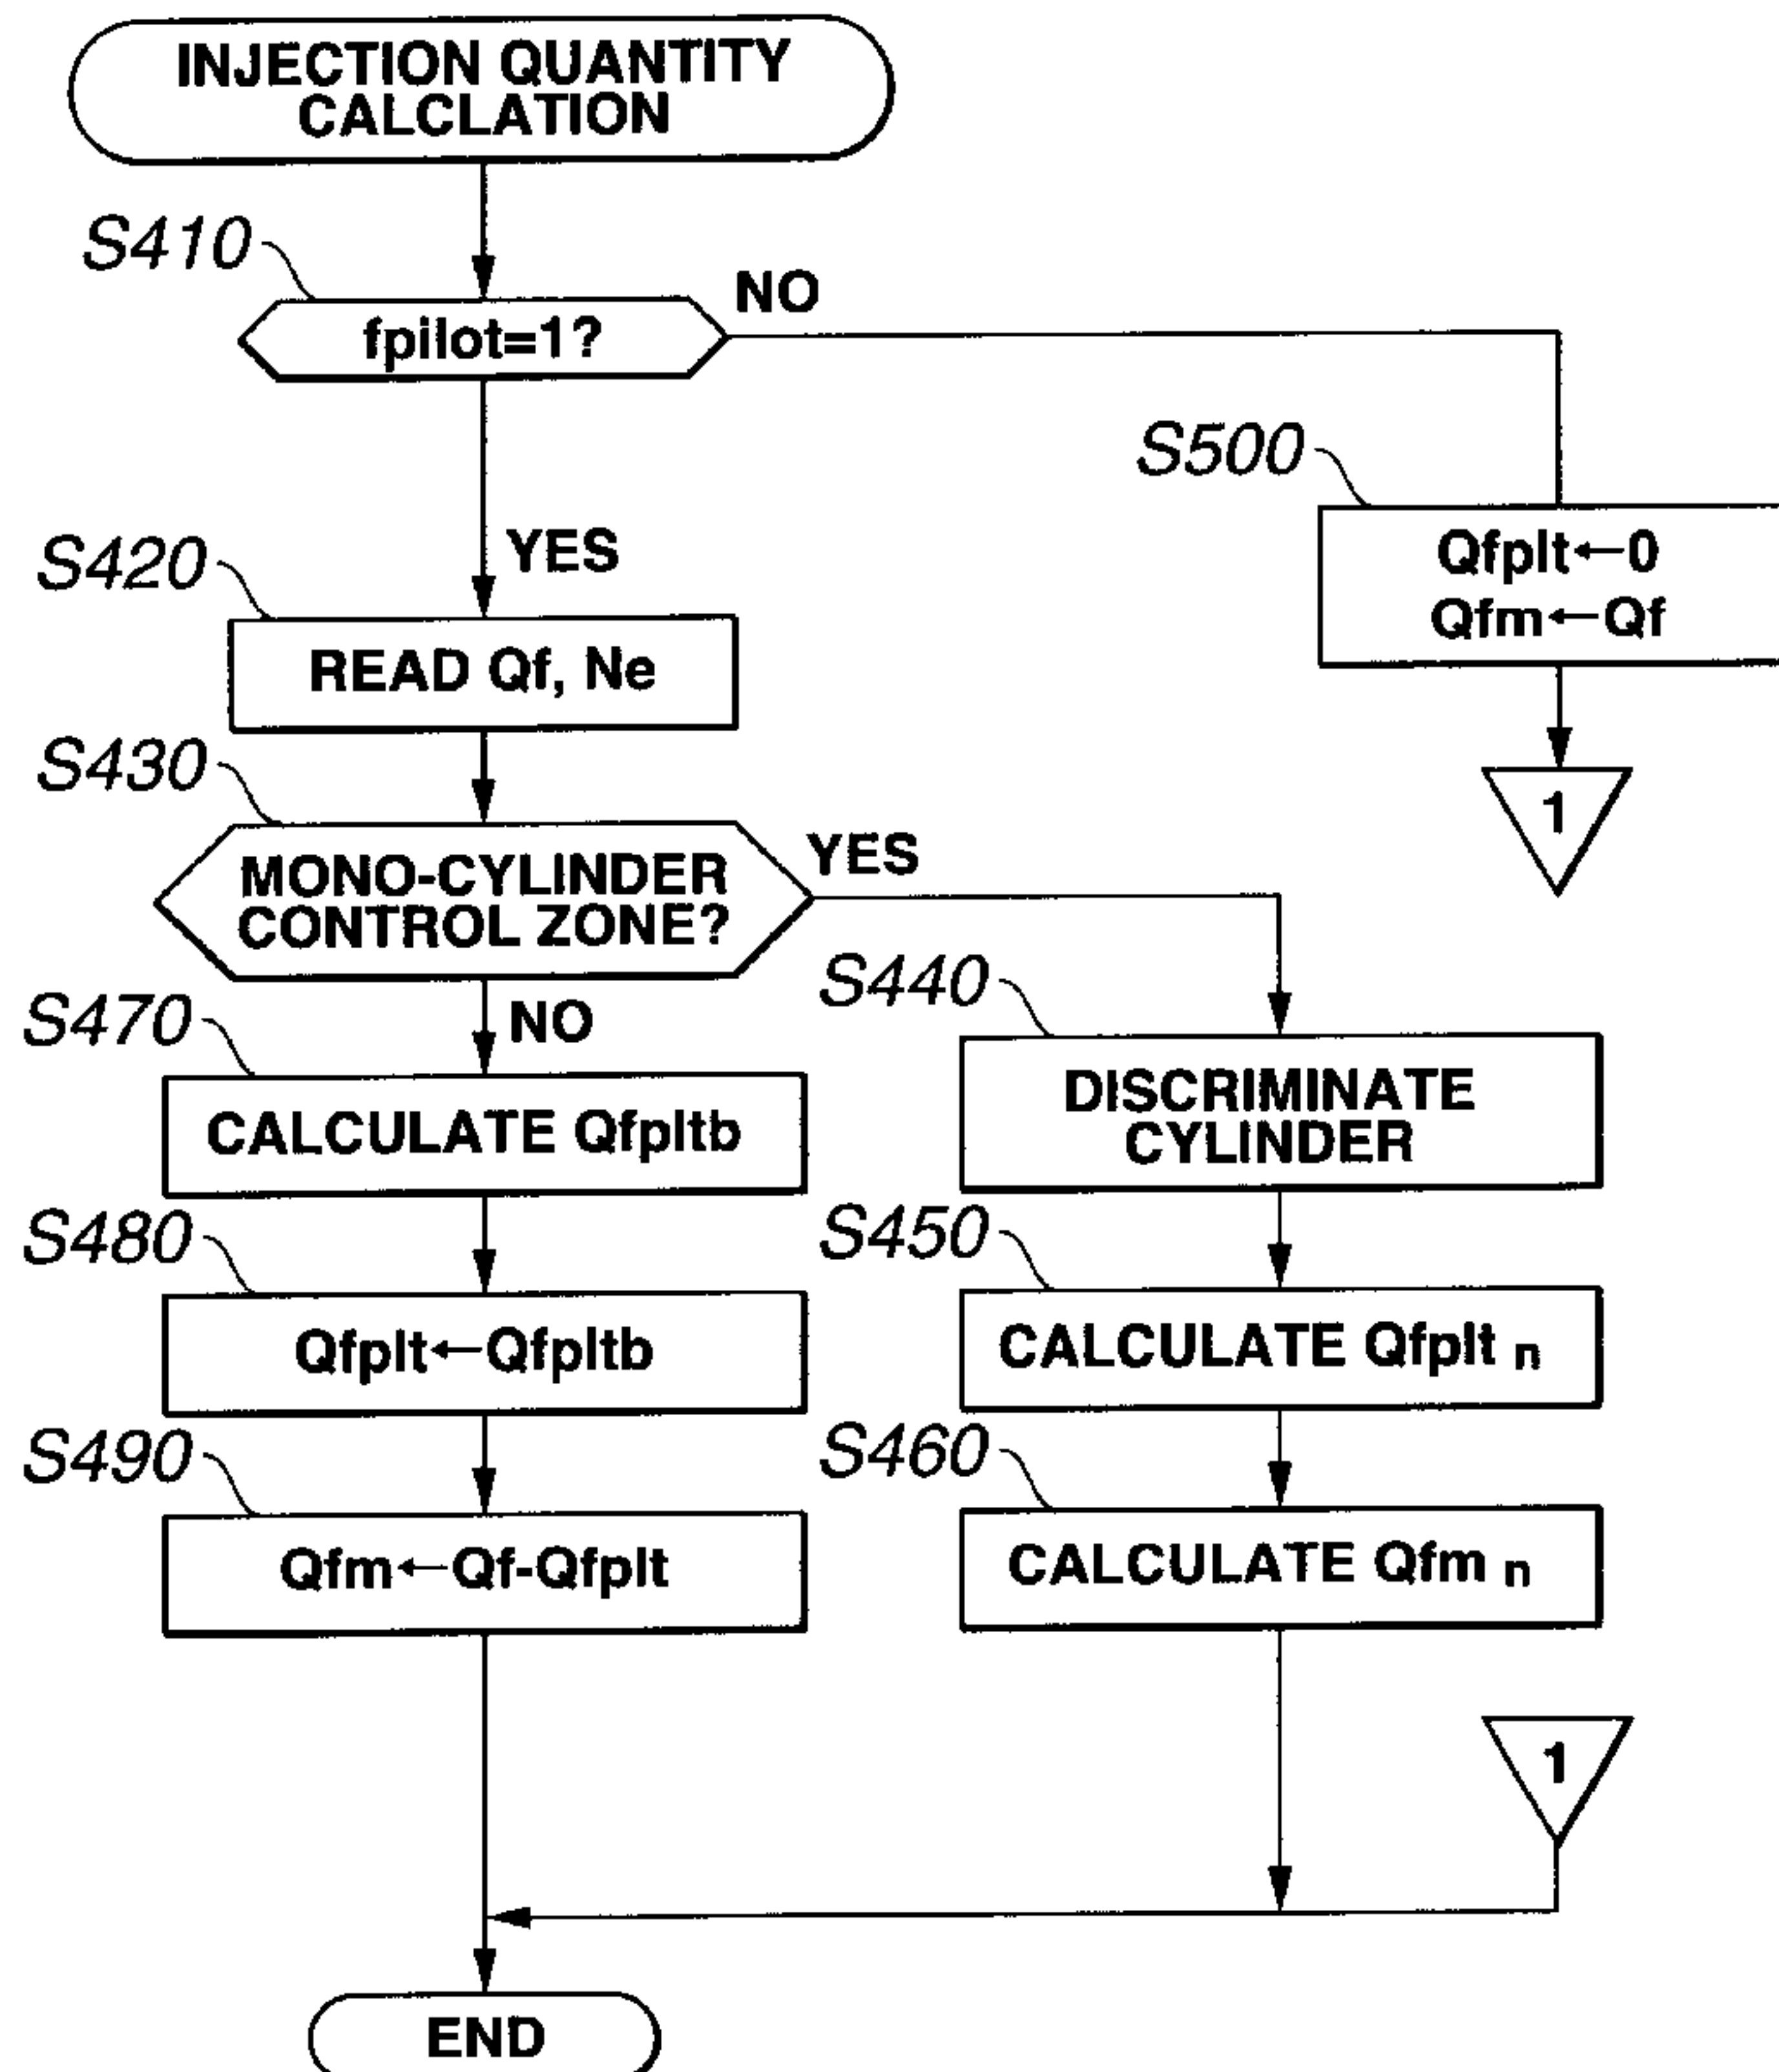 INJECTION QUANTITY
CALCLATION
S410
fpilot=1?
NO
S500
Qfplt←0
Qfm←Qf
1
YES
S420
READ Qf, Ne
S430
MONO-CYLINDER
CONTROL ZONE?
YES
NO
S440
DISCRIMINATE
CYLINDER
S470
CALCULATE Qfpltb
S450
CALCULATE Qfplt n
S480
Qfplt←Qfpltb
S460
CALCULATE Qfm n
S490
Qfm←Qf-Qfplt
1
END